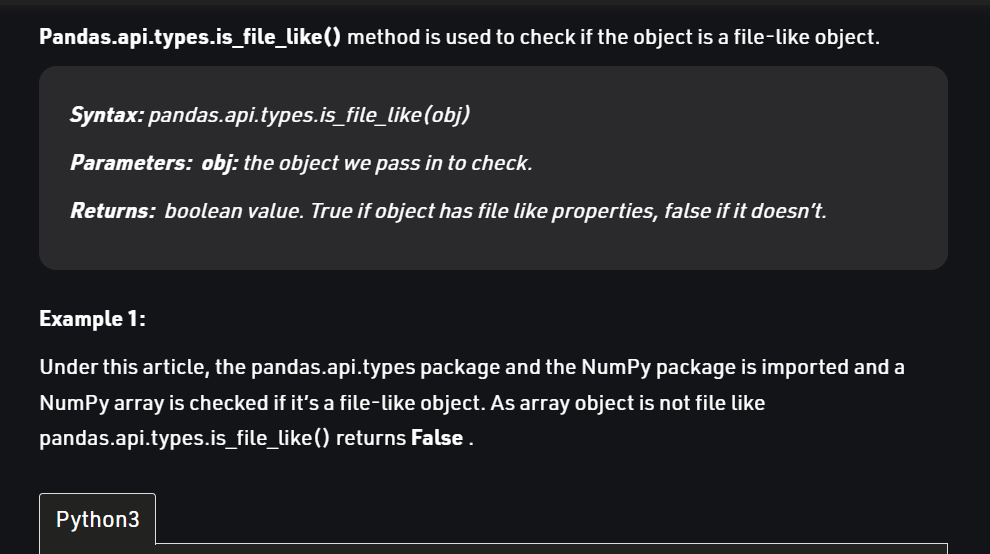 Pandas.api.types.is_file_like() method is used to check if the object is a file-like object.
Syntax: pandas.api.types.is_file_like(obj)
Parameters: obj: the object we pass in to check.
Returns: boolean value. True if object has file like properties, false if it doesn't.
Example 1:
Under this article, the pandas.api.types package and the NumPy package is imported and a
NumPy array is checked if it's a file-like object. As array object is not file like
pandas.api.types.is_file_like() returns False .
Python3